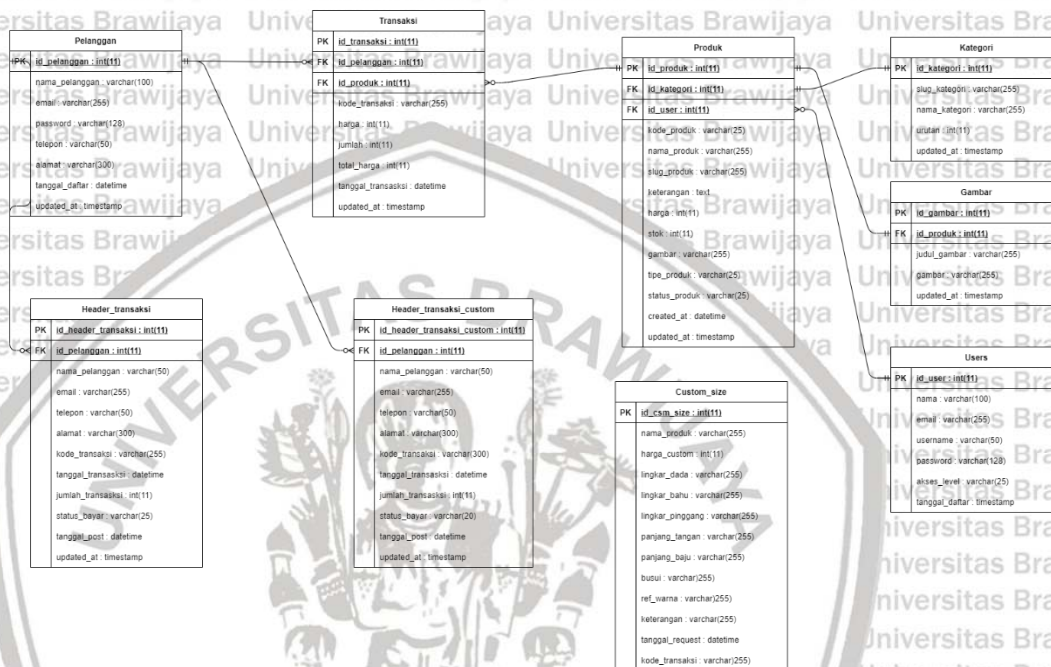 Pelanggan
PK id_pelanggan : int(11)
nama_pelanggan : varchar(100)
email : varchar(255)
password : varchar(128)
telepon : varchar(50)
alamat : varchar(300)
tanggal_daftar : datetime
updated_at : timestamp
Transaksi
PK id_transaksi : int(11)
FK id_pelanggan : int(11)
FK id_produk : int(11)
kode_transaksi : varchar(255)
harga : int(11)
jumlah : int(11)
total_harga : int(11)
tanggal_transasksi : datetime
updated_at : timestamp
Produk
PK id_produk : int(11)
FK id_kategori : int(11)
FK id_user : int(11)
kode_produk : varchar(25)
nama_produk : varchar(255)
slug_produk : varchar(255)
keterangan : text
harga : int(11)
stok : int(11)
gambar : varchar(255)
tipe_produk : varchar(25)
status_produk : varchar(25)
created_at : datetime
updated_at : timestamp
Kategori
PK id_kategori : int(11)
slug_kategori : varchar(255)
nama_kategori : varchar(255)
urutan : int(11)
updated_at : timestamp
Gambar
PK id_gambar : int(11)
FK id_produk : int(11)
judul_gambar : varchar(255)
gambar : varchar(255)
updated_at : timestamp
Users
PK id_user : int(11)
nama : varchar(100)
email : varchar(255)
username : varchar(50)
password : varchar(128)
akses_level : varchar(25)
tanggal_daftar : timestamp
Header_transaksi
PK id_header_transaksi : int(11)
FK id_pelanggan : int(11)
nama_pelanggan : varchar(50)
email : varchar(255)
telepon : varchar(50)
alamat : varchar(300)
kode_transaksi : varchar(255)
tanggal_transasksi : datetime
jumlah_transasksi : int(11)
status_bayar : varchar(25)
tanggal_post : datetime
updated_at : timestamp
Header_transaksi_custom
PK id_header_transaksi_custom : int(11)
FK id_pelanggan : int(11)
nama_pelanggan : varchar(50)
email : varchar(255)
telepon : varchar(50)
alamat : varchar(300)
kode_transaksi : varchar(300)
tanggal_transasksi : datetime
jumlah_transasksi : int(11)
status_bayar : varchar(20)
tanggal_post : datetime
updated_at : timestamp
Custom_size
PK id_csm_size : int(11)
nama_produk : varchar(255)
harga_custom : int(11)
lingkar_dada : varchar(255)
lingkar_bahu : varchar(255)
lingkar_pinggang : varchar(255)
panjang_tangan : varchar(255)
panjang_baju : varchar(255)
busui : varchar)255)
ref_warna : varchar)255)
keterangan : varchar(255)
tanggal_request : datetime
kode_transaksi : varchar)255)
UNIVERSITAS BRAWIJAYA